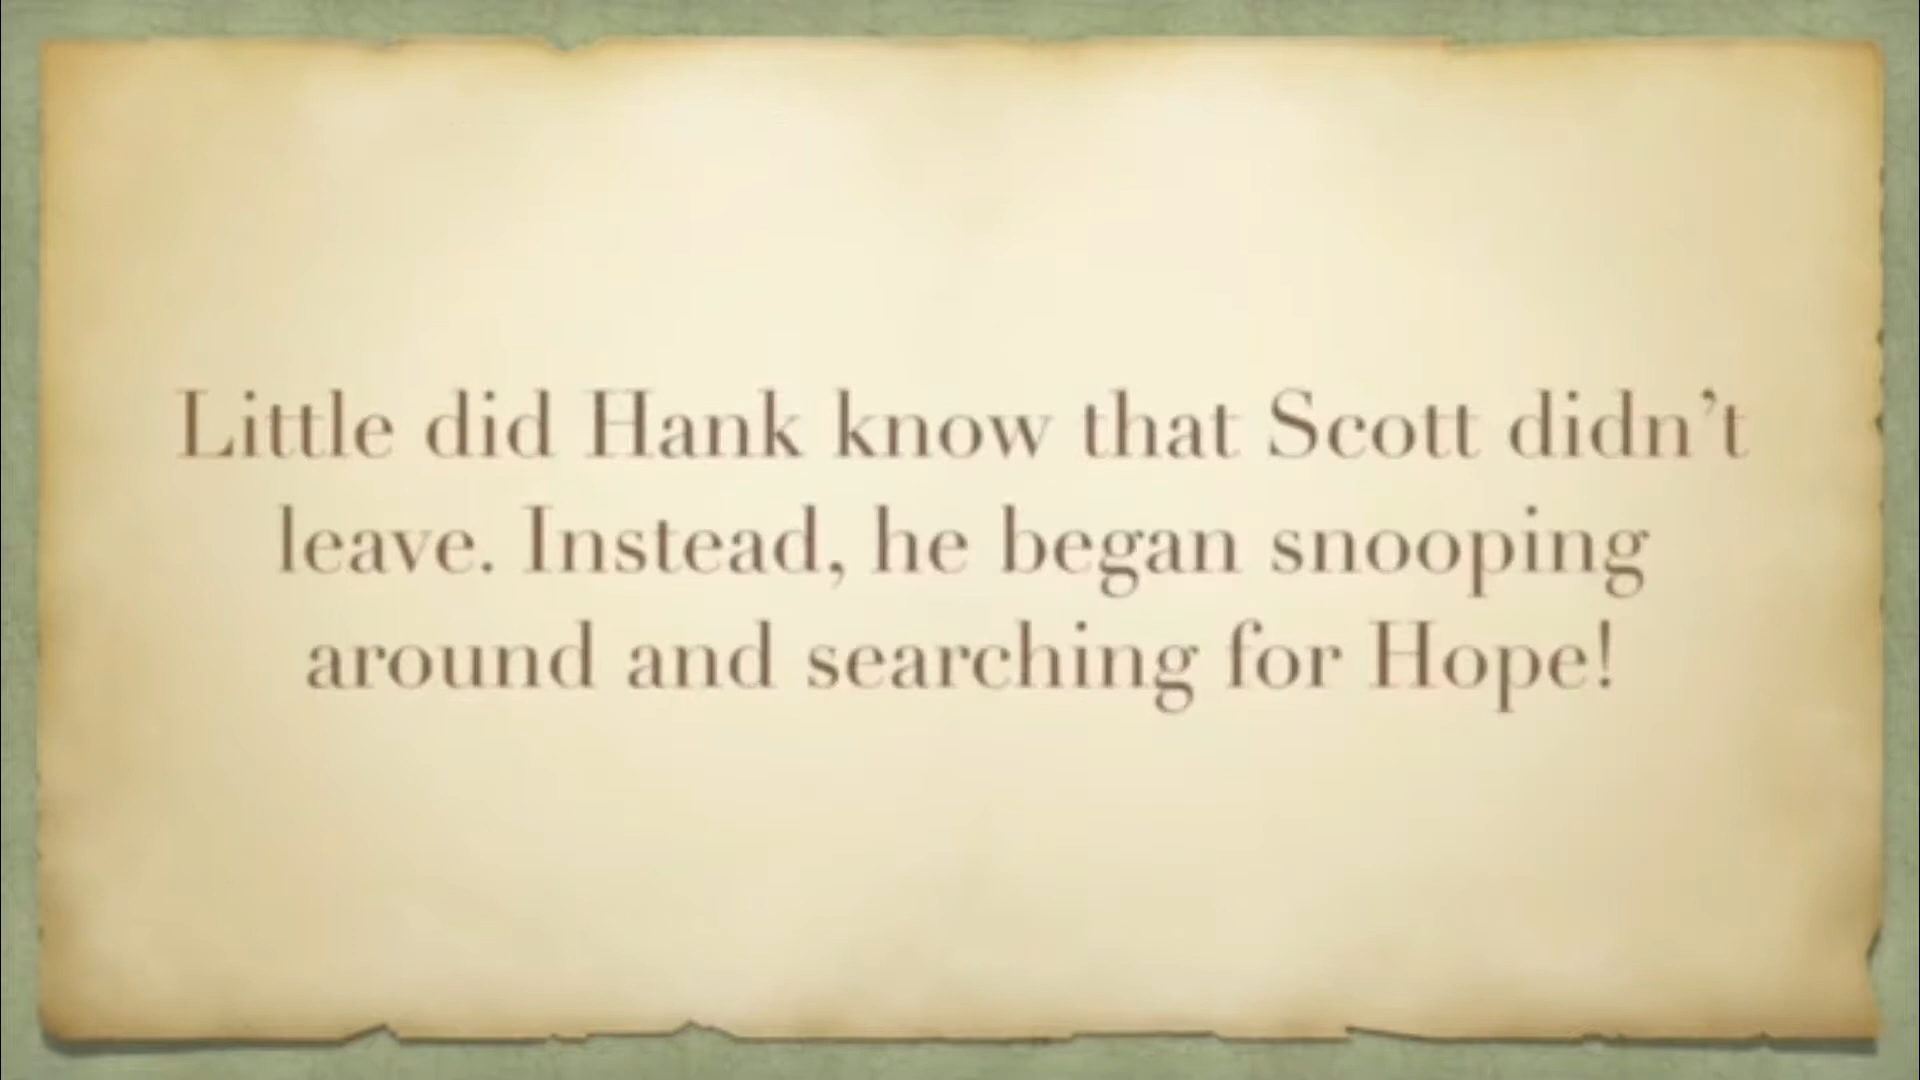 Little did Hank know that Scott didn’t
leave. Instead, he began snooping
around and searching for Hope!